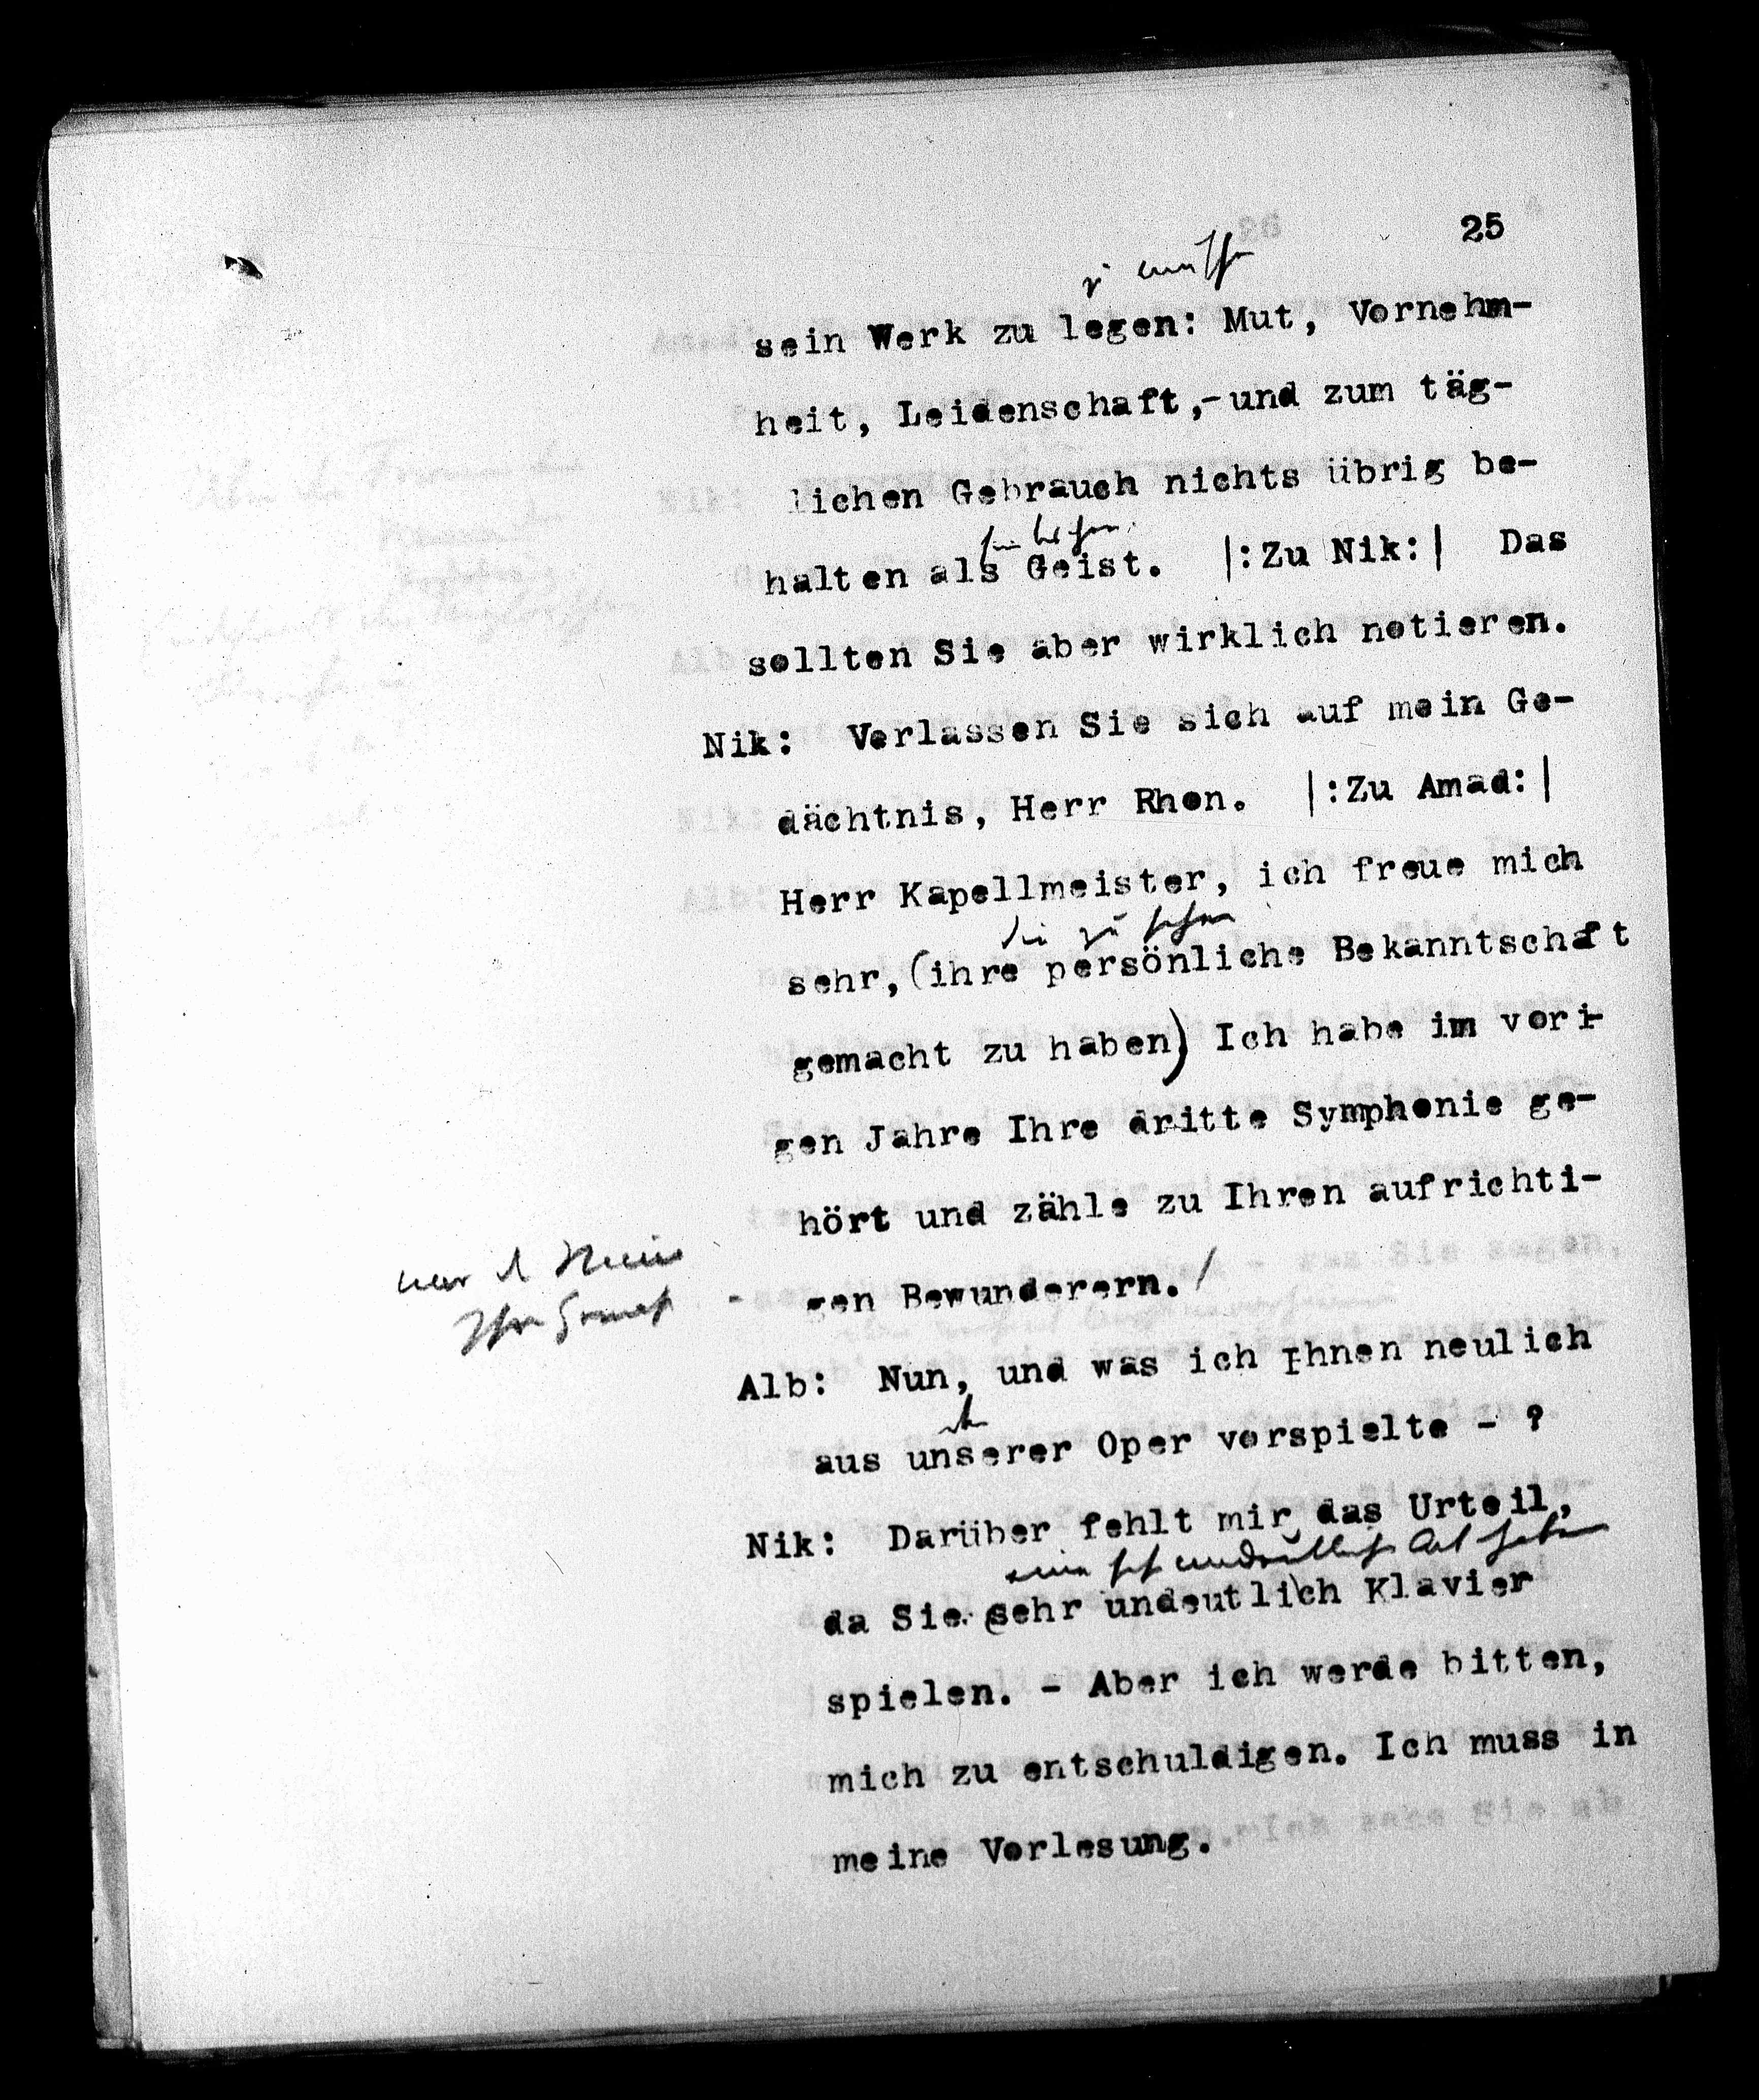 25
sein Werk zu legen: Mut, Vornehm-
heit, Leidenschaft,-und zum täg-
lichen Gebrauch nichts übrig be-
halten als Geist. |:Zu Nik:| Das
sollten Sie aber wirklich notieren.
Nik: Verlassen Sie sich auf mein Ge-
dächtnis, Herr Rhon. |:Zu Amad:|
Herr Kapellmeister, ich freue mich
Sie zu sehen
sehr, (ihre persönliche Bekanntschaft
gemacht zu haben) Ich habe im vori-
gen Jahre Ihre dritte Symphonie ge-
hört und zähle zu Ihren aufrichti-
gen Bewunderern.
Alb: Nun, und was ich Ihnen neulich
aus unserer Oper vorspielte - ?
Nik: Darüber fehlt mir das Urteil,
da Sie (sehr undeutlich Klavier
spielen. - Aber ich werde bitten,
mich zu entschuldigen. Ich muss in
meine Vorlesung.